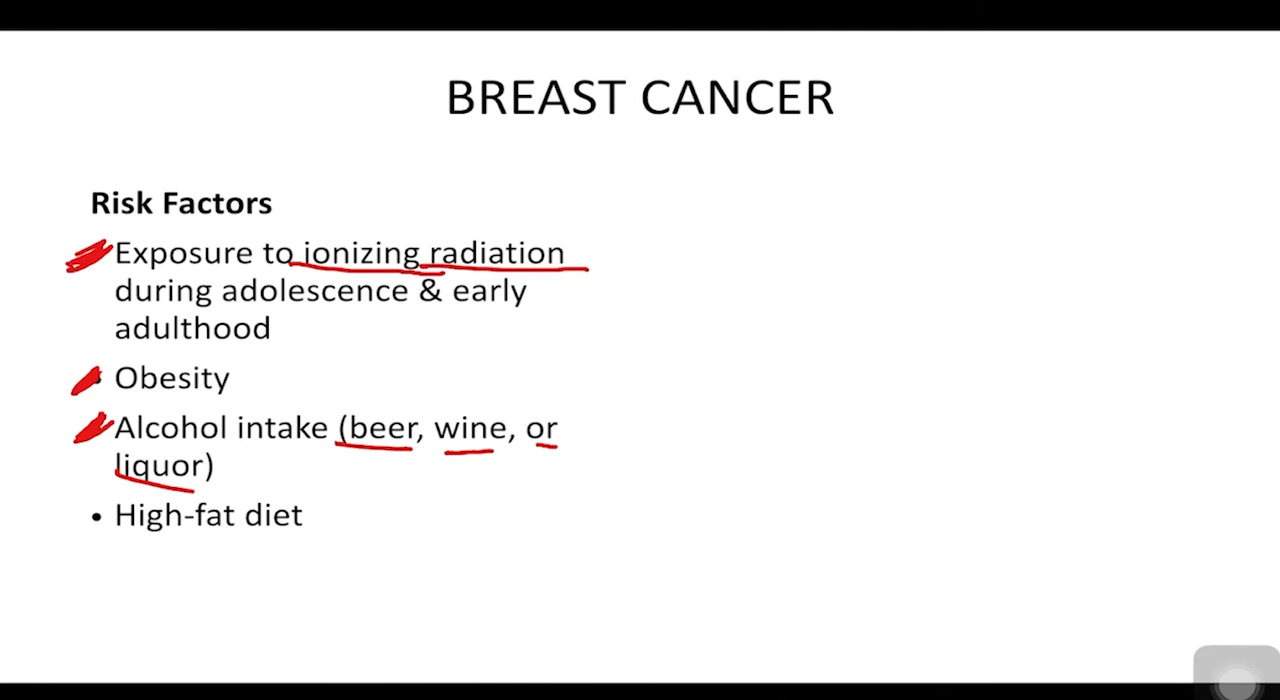 BREAST CANCER
Risk Factors
Exposure to ionizing radiation
during adolescence & early
adulthood
• Obesity
Alcohol intake (beer, wine, or
liquor)
• High-fat diet